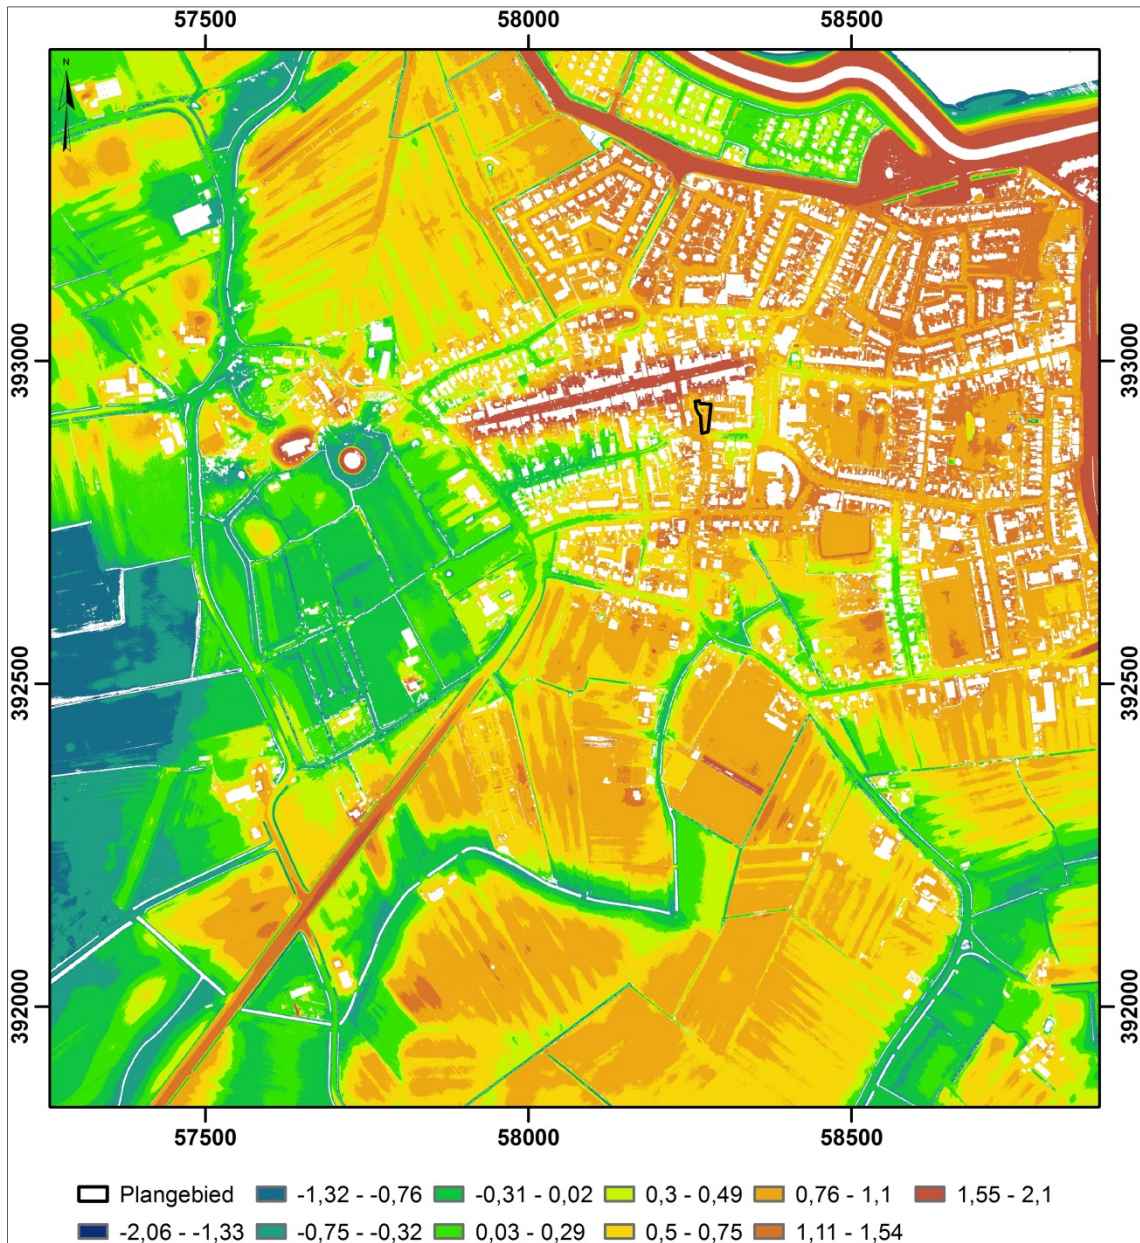 57500 58000 58500
N
393000 393000
392500 392500
392000 392000
57500 58000 58500
Plangebied -1,32 - -0,76 -0,31 - 0,02 0,3 - 0,49 0,76 - 1,1 1,55 - 2,1
-2,06 - -1,33 -0,75 - -0,32 0,03 - 0,29 0,5 - 0,75 1,11 - 1,54